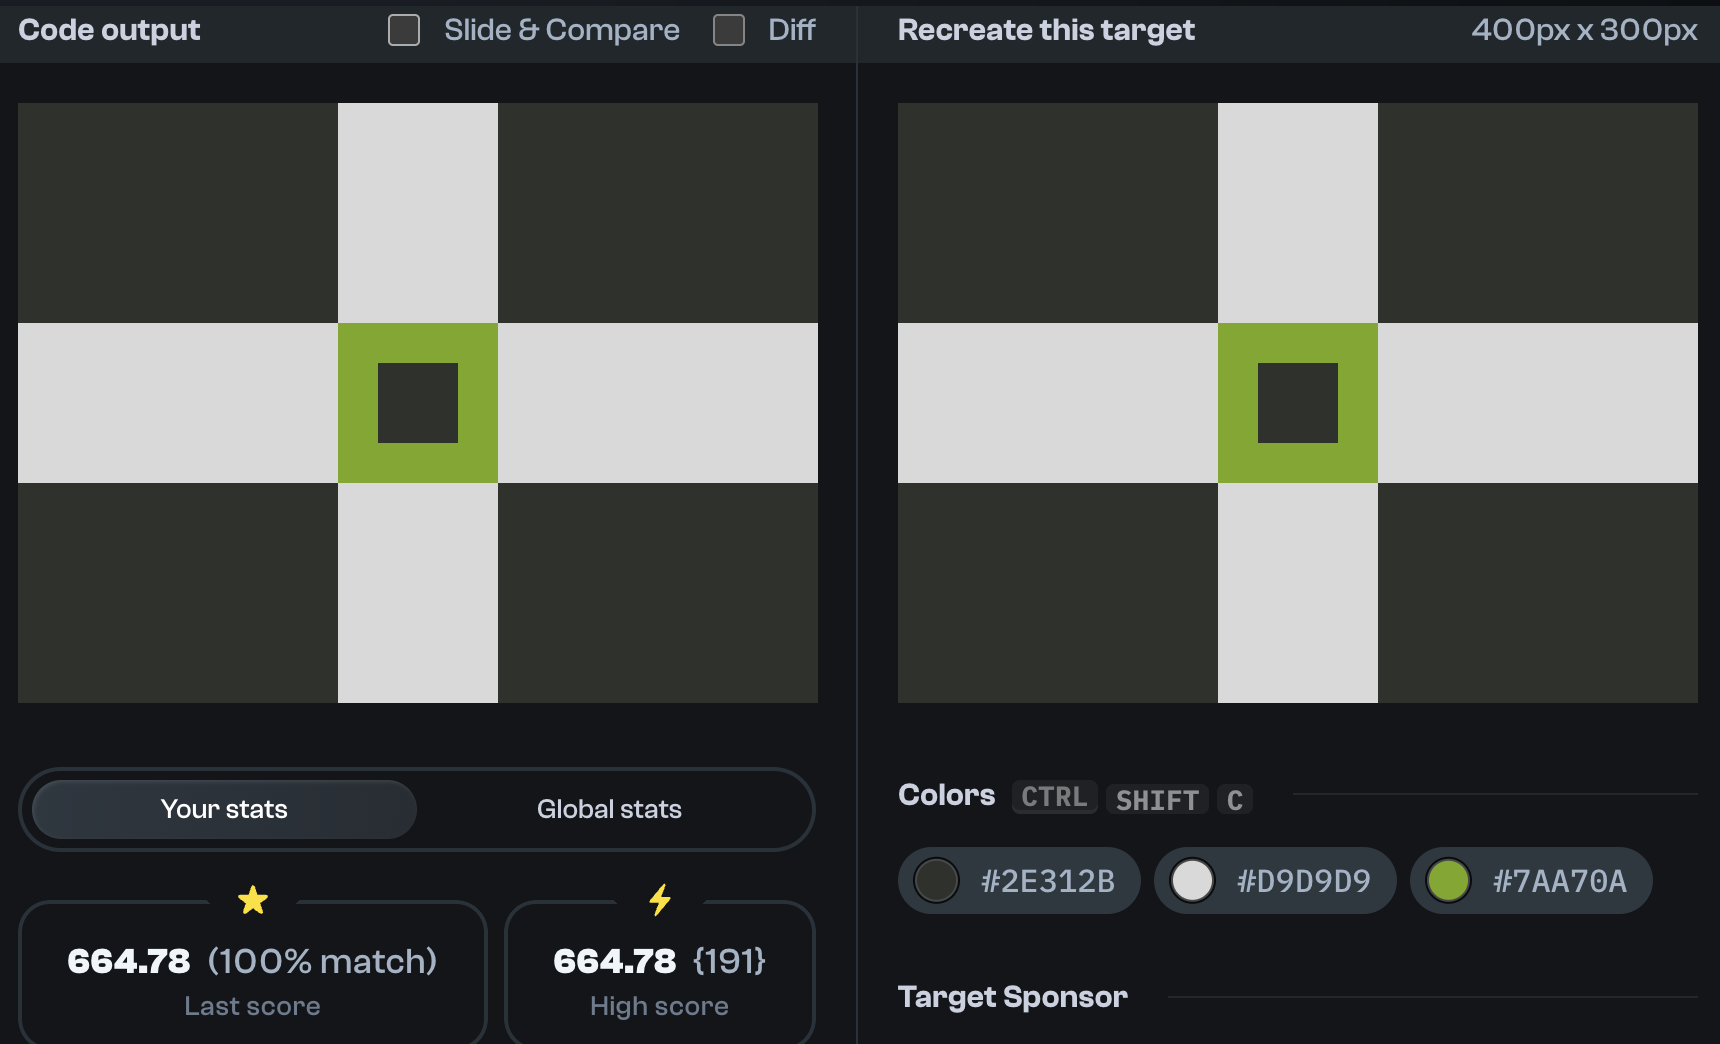 Code output
Slide & Compare
Diff
Recreate this target
400px x 300px
Your stats
Global stats
664.78 (100% match)
Last score
664.78 {191}
High score
Colors CTRL SHIFT C
#2E312B
#D9D9D9
#7AA70A
Target Sponsor